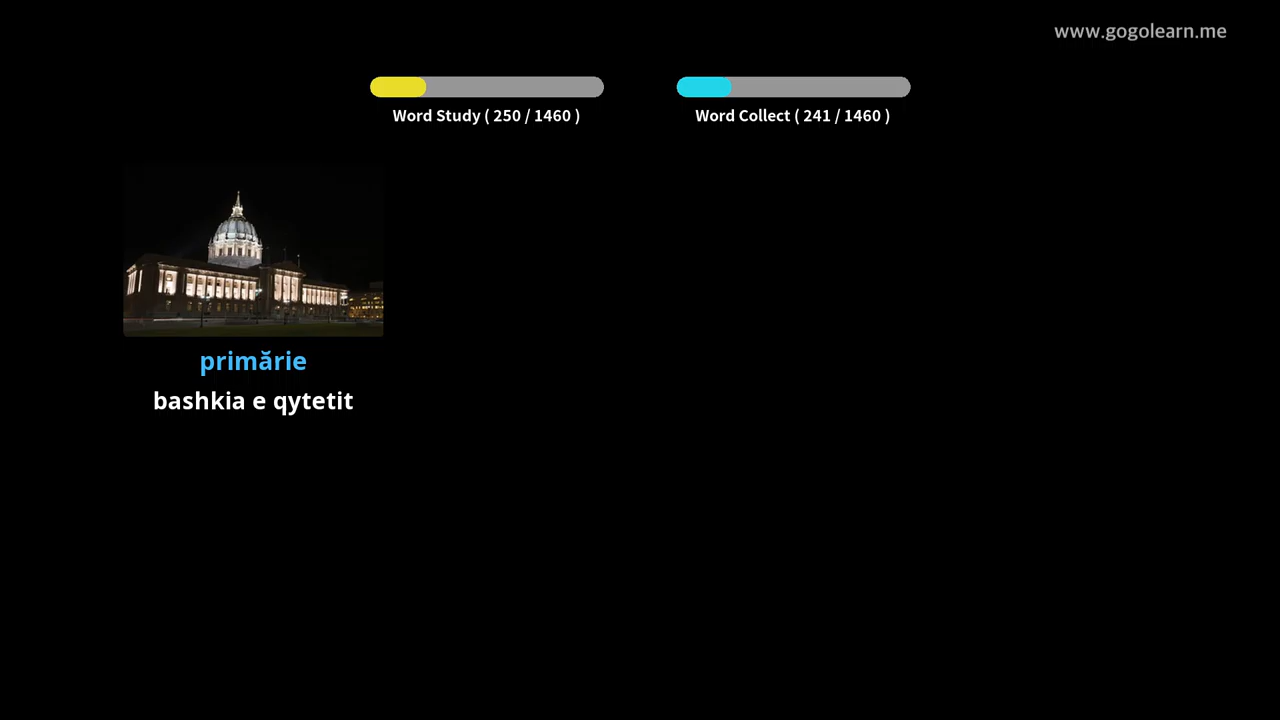 www.gogolearn.me
Word Study ( 250 / 1460 )
Word Collect ( 241 / 1460 )
primărie
bashkia e qytetit